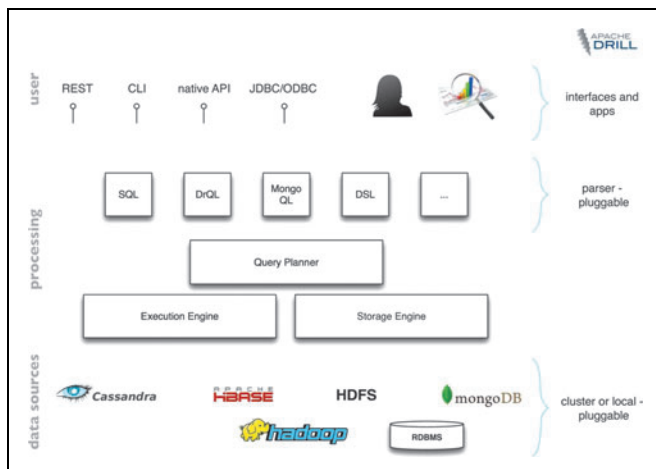 APACHE
DRILL
user
REST
CLI
native API
JDBC/ODBC
interfaces and
apps
processing
SQL
DrQL
Mongo
QL
DSL
...
parser -
pluggable
Query Planner
Execution Engine
Storage Engine
data sources
Cassandra
APACHE
HBASE
HDFS
mongoDB
cluster or local -
pluggable
hadoop
RDBMS